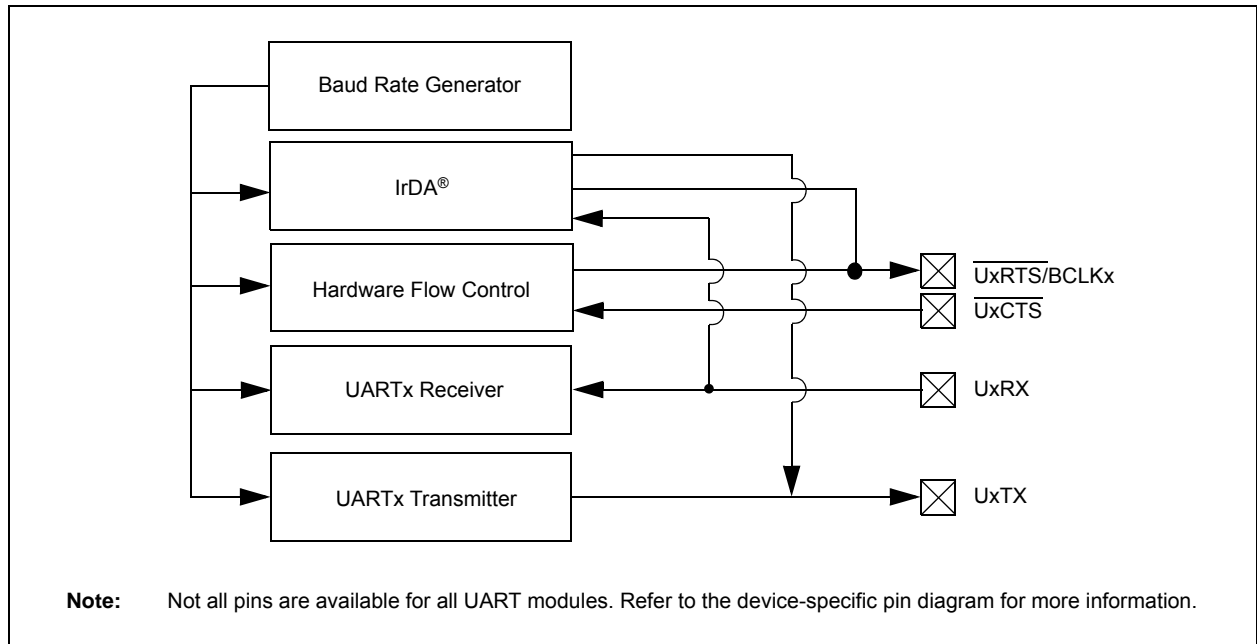 Baud Rate Generator
IrDA®
Hardware Flow Control
UxRTS/BCLKx
UxCTS
UARTx Receiver
UxRX
UARTx Transmitter
UxTX
Note: Not all pins are available for all UART modules. Refer to the device-specific pin diagram for more information.